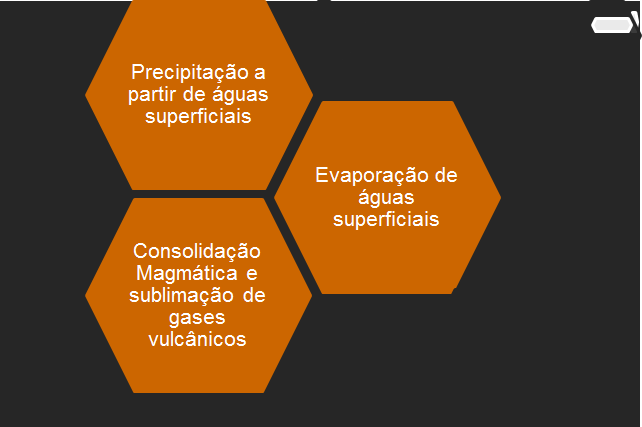 Precipitação a
partir de águas
superficiais
Evaporação de
águas
superficiais
Consolidação
Magmática e
sublimação de
gases
vulcânicos